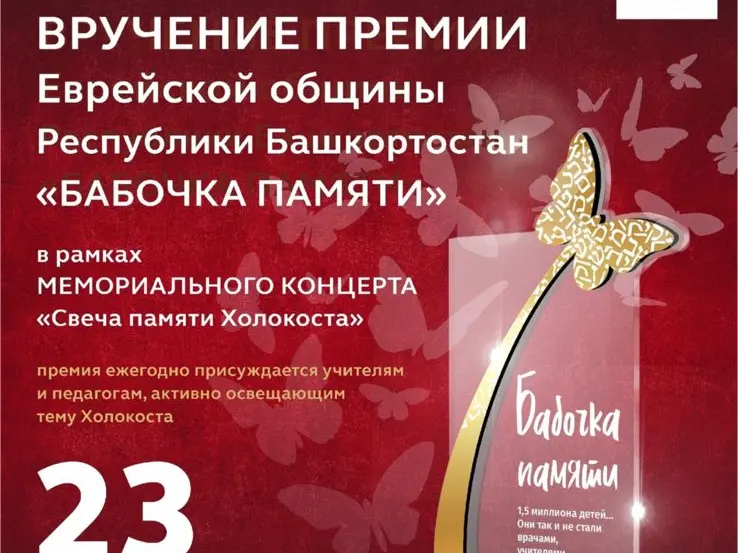 ВРУЧЕНИЕ ПРЕМИИ
Еврейской общины
Республики Башкортостан
«БАБОЧКА ПАМЯТИ»
в рамках
МЕМОРИАЛЬНОГО КОНЦЕРТА
«Свеча памяти Холокоста»
премия ежегодно присуждается учителям
и педагогам, активно освещающим
тему Холокоста
23
Бабочка
памяти
1,5 миллиона детей...
Они так и не стали
врачами,
учителями